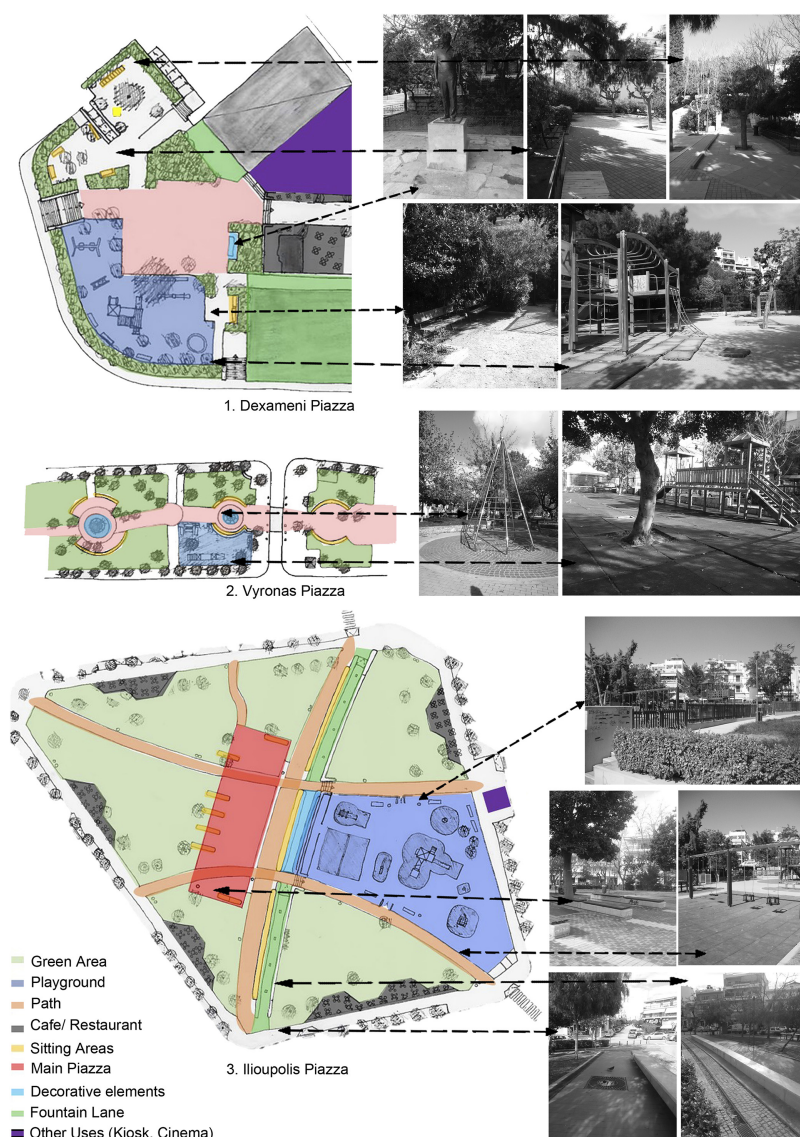 1. Dexameni Piazza
2. Vyronas Piazza
3. Ilioupolis Piazza
Green Area
Playground
Path
Cafe/ Restaurant
Sitting Areas
Main Piazza
Decorative elements
Fountain Lane
Other Uses (Kiosk, Cinema)